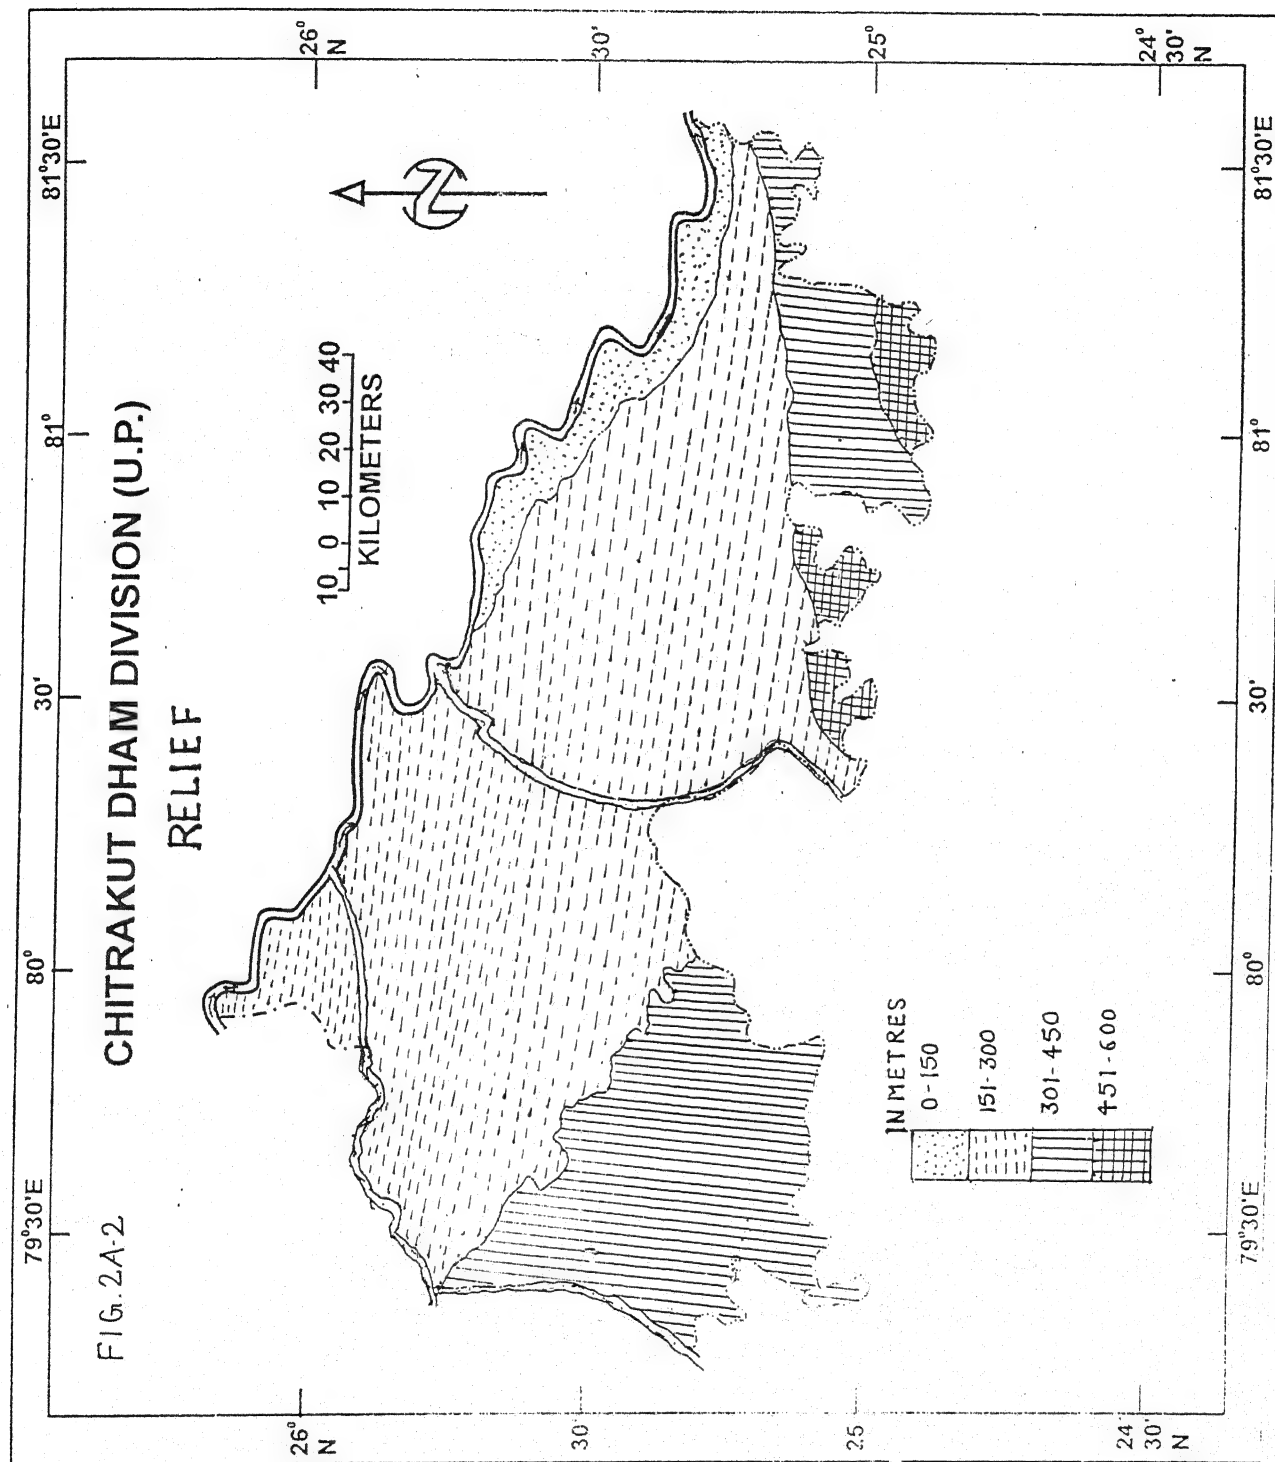 FIG. 2A-2
CHITRAKUT DHAM DIVISION (U.P.)
RELIEF
79°30'E
80°
30'
81°
81°30'E
26°
N
30'
25°
24°
30'
N
N
10 0 10 20 30 40
KILOMETERS
IN METRES
0-150
151-300
301-450
451-600
26°
N
30'
25
24
30'
N
79°30'E
80°
30'
81°
81°30'E